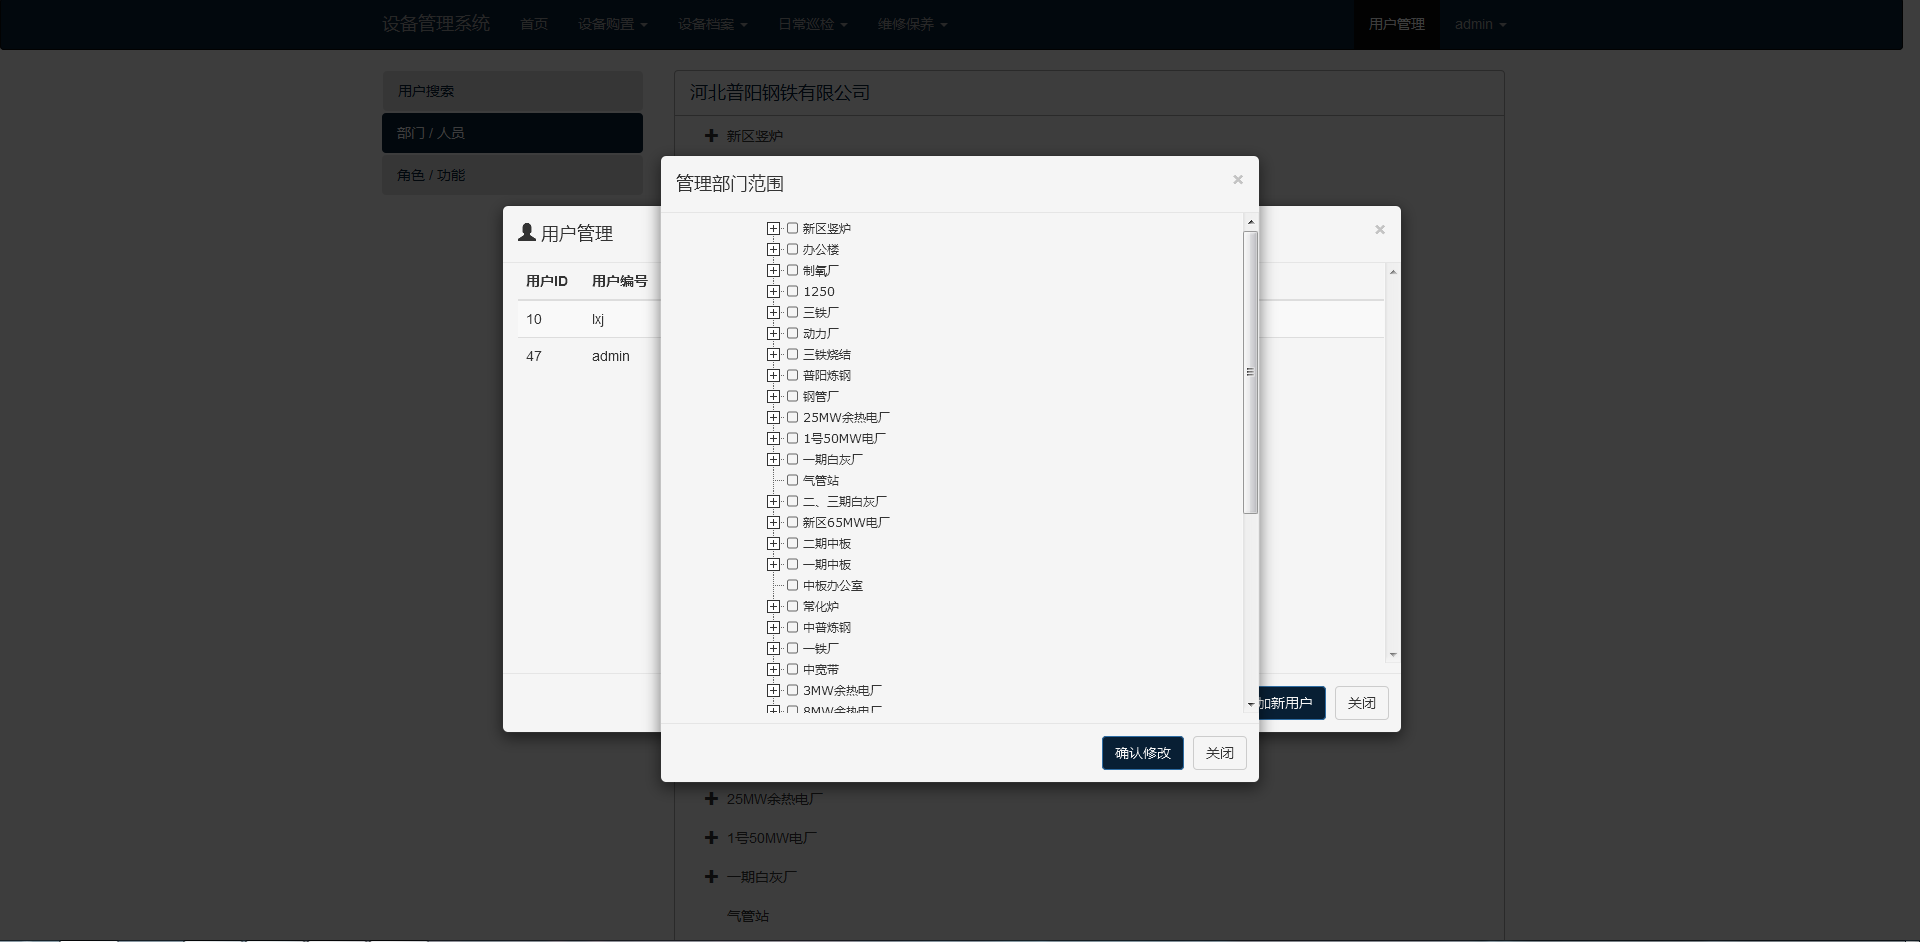 设备管理系统 首页 设备购置 设备档案 日常巡检 维修保养 用户管理 admin
用户搜索
部门 / 人员
角色 / 功能
河北普阳钢铁有限公司
新区竖炉
用户管理
×
用户ID 用户编号
10 lxj
47 admin
加新用户 关闭
管理部门范围
×
新区竖炉
办公楼
制氧厂
1250
三铁厂
动力厂
三铁烧结
普阳炼钢
钢管厂
25MW余热电厂
1号50MW电厂
一期白灰厂
气管站
二、三期白灰厂
新区65MW电厂
二期中板
一期中板
中板办公室
常化炉
中普炼钢
一铁厂
中宽带
3MW余热电厂
8MW余热电厂
确认修改 关闭
25MW余热电厂
1号50MW电厂
一期白灰厂
气管站